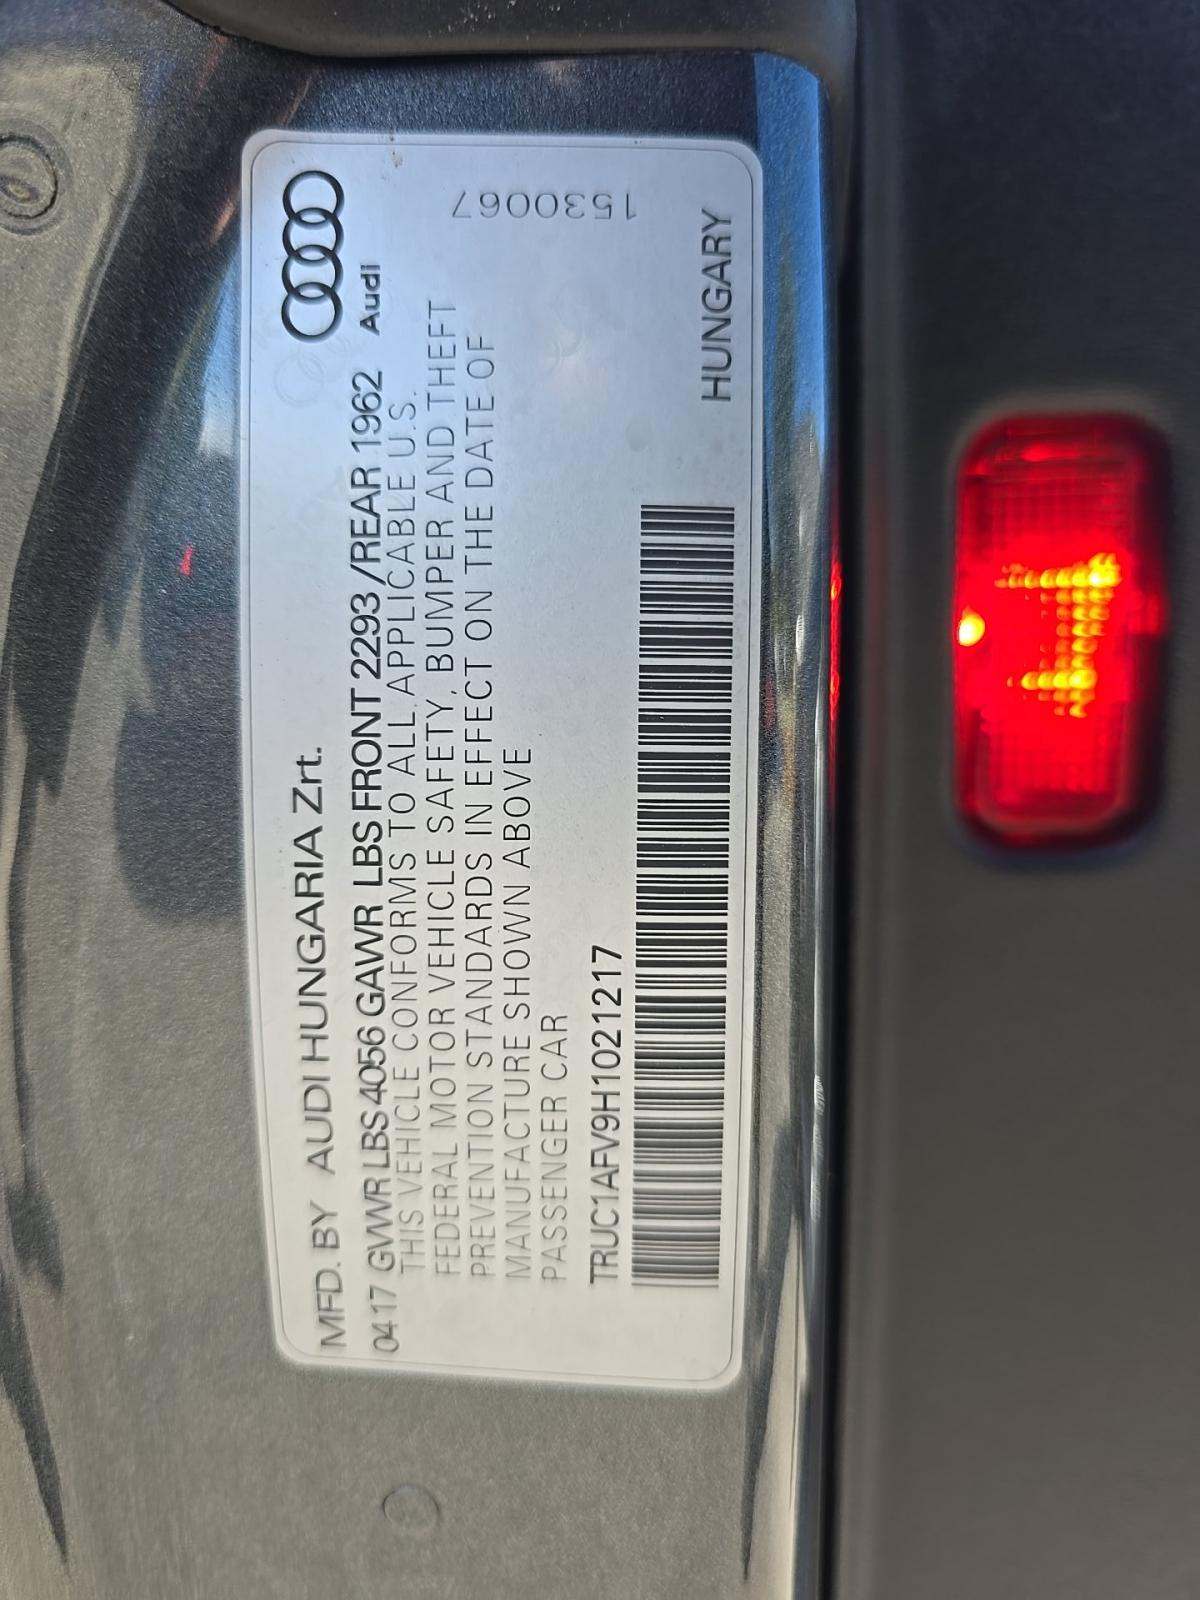 MFD. BY AUDI HUNGARIA Zrt.
Audi
04 17 GVWR LBS 4056 GAWR LBS FRONT 2293 /REAR 1962
THIS VEHICLE CONFORMS TO ALL APPLICABLE U.S.
FEDERAL MOTOR VEHICLE SAFETY, BUMPER AND THEFT
PREVENTION STANDARDS IN EFFECT ON THE DATE OF
MANUFACTURE SHOWN ABOVE
PASSENGER CAR
1530067
TRUC1AFV9H1021217
HUNGARY